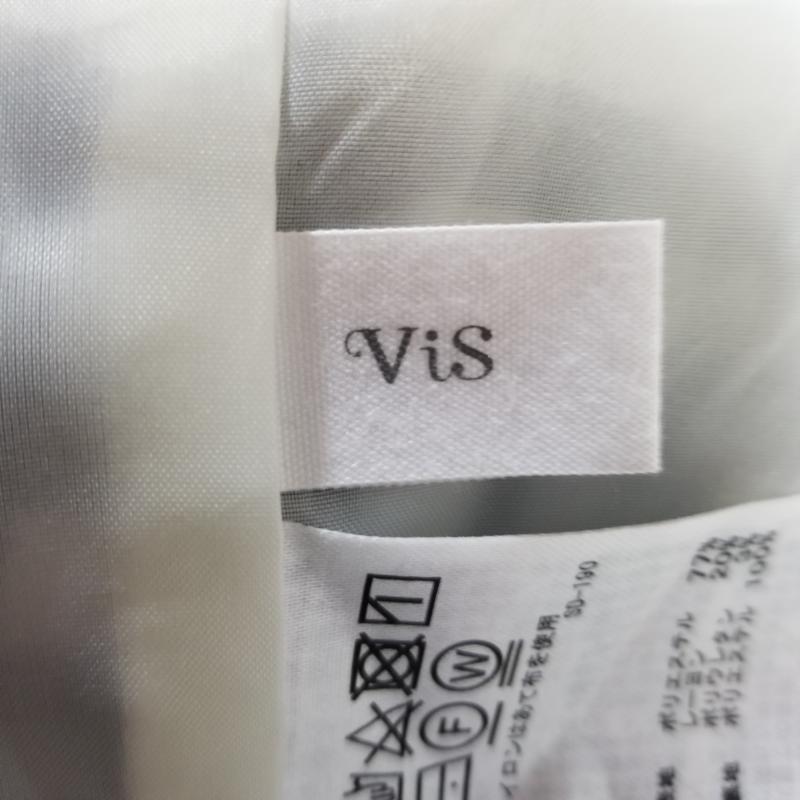 ViS
ポリエステル 77%
レーヨン 20%
ポリウレタン 3%
ポリエステル 100%
イロンはあて布を使用
SD-190
W
F